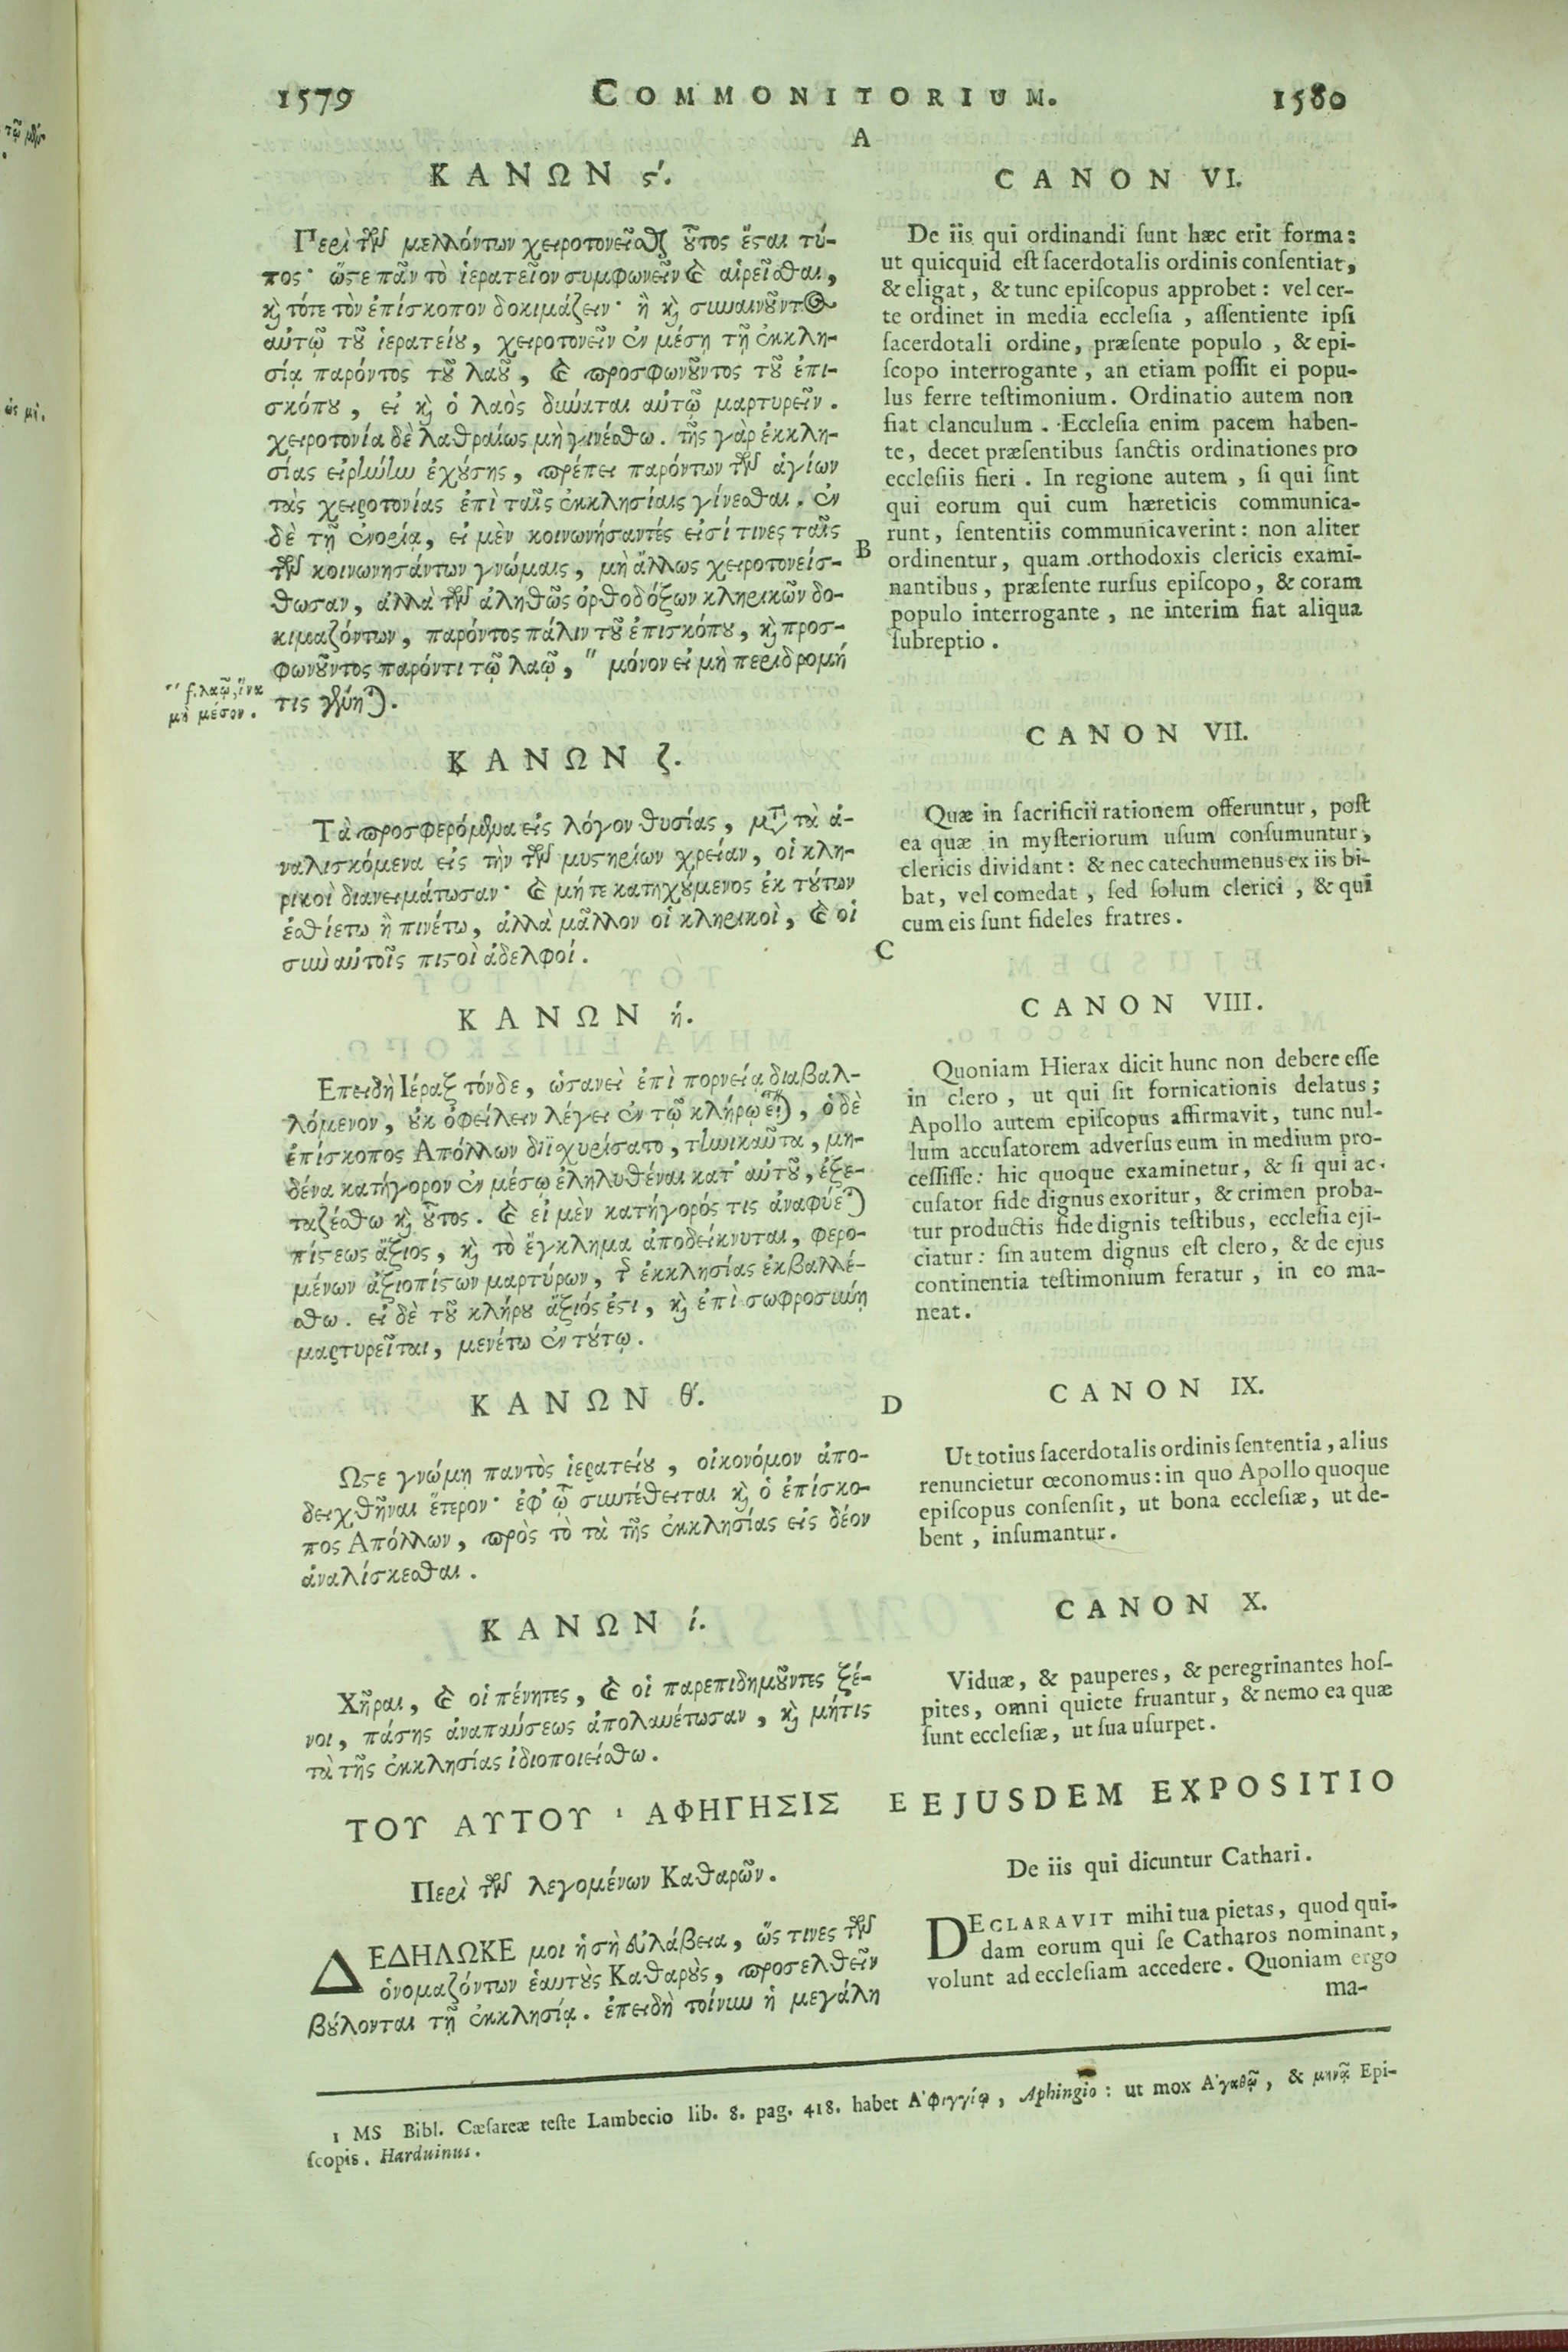 1579
COMMONITORIUM.
1580
A
ΚΑΝΩΝ ϛ΄.
Περὶ τῶν μελλόντων χειροτονεῖσθαι οὗτος ἔσται τύ-
πος· ὥστε πᾶν τὸ ἱερατεῖον συμφωνεῖν καὶ αἱρεῖσθαι,
καὶ τότε τὸν ἐπίσκοπον δοκιμάζειν· ἢ καὶ συναινοῦντος
αὐτῷ τοῦ ἱερατείου, χειροτονεῖν ἐν μέσῃ τῇ ἐκκλη-
σίᾳ παρόντος τοῦ λαοῦ, καὶ προσφωνοῦντος τοῦ ἐπι-
σκόπου, εἰ καὶ ὁ λαὸς δύναται αὐτῷ μαρτυρεῖν.
χειροτονία δὲ λαθραίως μὴ γινέσθω. τῆς γὰρ ἐκκλη-
σίας εἰρήνην ἐχούσης, πρέπει παρόντων τῶν ἁγίων
τὰς χειροτονίας ἐπὶ ταῖς ἐκκλησίαις γίνεσθαι. ἐν
δὲ τῇ ἐνορίᾳ, εἰ μὲν κοινωνήσαντές εἰσί τινες ταῖς
τῶν κοινωνησάντων γνώμαις, μὴ ἄλλως χειροτονείσ-
θωσαν, ἀλλὰ τῶν ἀληθῶς ὀρθοδόξων κληρικῶν δο-
κιμαζόντων, παρόντος πάλιν τοῦ ἐπισκόπου, καὶ προσ-
φωνοῦντος παρόντι τῷ λαῷ, " μόνον εἰ μὴ περιδρομή
τις γένηται.
"΄ f. λαῷ, ἵνα
μὴ μέσον.
ΚΑΝΩΝ ζ.
Τὰ προσφερόμενα εἰς λόγον θυσίας, μετὰ τὰ ἀ-
ναλισκόμενα εἰς τὴν τῶν μυστηρίων χρείαν, οἱ κλη-
ρικοὶ διανειμάτωσαν· καὶ μήτε κατηχούμενος ἐκ τούτων
ἐσθιέτω ἢ πινέτω, ἀλλὰ μᾶλλον οἱ κληρικοὶ, καὶ οἱ
σὺν αὐτοῖς πιστοὶ ἀδελφοί.
ΚΑΝΩΝ ή.
Επειδὴ Ιέραξ τόνδε, ὡσανεὶ ἐπὶ πορνείᾳ διαβαλ-
λόμενον, οὐκ ὀφείλειν λέγει ἐν τῷ κλήρῳ εἶναι, ὁ δὲ
ἐπίσκοπος Απόλλων διϊσχυρίσατο, τηνικαῦτα, μη-
δένα κατήγορον ἐν μέσῳ ἐληλυθέναι κατ᾽ αὐτοῦ, ἐξε-
ταζέσθω καὶ οὗτος. καὶ εἰ μὲν κατήγορός τις ἀναφύεται
πίστεως ἄξιος, καὶ τὸ ἔγκλημα ἀποδείκνυται, φερο-
μένων ἀξιοπίστων μαρτύρων, τῆς ἐκκλησίας ἐκβαλλέ-
σθω. εἰ δὲ τοῦ κλήρου ἄξιός ἐστι, καὶ ἐπὶ σωφροσύνῃ
μαρτυρεῖται, μενέτω ἐν τούτῳ.
ΚΑΝΩΝ θ΄.
Ωστε γνώμῃ παντὸς ἱερατείου, οἰκονόμον ἀπο-
δειχθῆναι ἕτερον· ἐφ᾽ ᾧ συντέθειται καὶ ὁ ἐπίσκο-
πος Απόλλων, πρὸς τὸ τὰ τῆς ἐκκλησίας εἰς δέον
ἀναλίσκεσθαι.
ΚΑΝΩΝ ί.
Χῆραι, καὶ οἱ πένητες, καὶ οἱ παρεπιδημοῦντες ξέ-
νοι, πάσης ἀναπαύσεως ἀπολαυέτωσαν, καὶ μήτις
τὰ τῆς ἐκκλησίας ἰδιοποιείσθω.
ΤΟΥ ΑΥΤΟΥ 1 ΑΦΗΓΗΣΙΣ
Περὶ τῶν λεγομένων Καθαρῶν.
ΔΕΔΗΛΩΚΕ μοι ἡ σὴ εὐλάβεια, ὥς τινες τῶν
ὀνομαζόντων ἑαυτοὺς Καθαροὺς, προσελθεῖν
βούλονται τῇ ἐκκλησίᾳ. ἐπειδὴ τοίνυν ἡ μεγάλη
CANON VI.
De iis qui ordinandi ſunt hæc erit forma:
ut quicquid eſt ſacerdotalis ordinis conſentiat,
& eligat, & tunc epiſcopus approbet: vel cer-
te ordinet in media eccleſia, aſſentiente ipſi
ſacerdotali ordine, præſente populo, & epi-
ſcopo interrogante, an etiam poſſit ei popu-
lus ferre teſtimonium. Ordinatio autem non
fiat clanculum. Eccleſia enim pacem haben-
te, decet præſentibus ſanctis ordinationes pro
eccleſiis fieri. In regione autem, ſi qui ſint
qui eorum qui cum hæreticis communica-
runt, ſententiis communicaverint: non aliter
B
ordinentur, quam orthodoxis clericis exami-
nantibus, præſente rurſus epiſcopo, & coram
populo interrogante, ne interim fiat aliqua
ſubreptio.
CANON VII.
Quæ in ſacrificii rationem offeruntur, poſt
ea quæ in myſteriorum uſum conſumuntur,
clericis dividant: & nec catechumenus ex iis bi-
bat, vel comedat, ſed ſolum clerici, & qui
cum eis ſunt fideles fratres.
C
CANON VIII.
Quoniam Hierax dicit hunc non debere eſſe
in clero, ut qui ſit fornicationis delatus;
Apollo autem epiſcopus affirmavit, tunc nul-
lum accuſatorem adverſus eum in medium pro-
ceſſiſſe: hic quoque examinetur, & ſi qui ac-
cuſator fide dignus exoritur, & crimen proba-
tur productis fide dignis teſtibus, eccleſia eji-
ciatur: ſin autem dignus eſt clero, & de ejus
continentia teſtimonium feratur, in eo ma-
neat.
D
CANON IX.
Ut totius ſacerdotalis ordinis ſententia, alius
renuncietur œconomus: in quo Apollo quoque
epiſcopus conſenſit, ut bona eccleſiæ, ut de-
bent, inſumantur.
CANON X.
Viduæ, & pauperes, & peregrinantes hoſ-
pites, omni quiete fruantur, & nemo ea quæ
ſunt eccleſiæ, ut ſua uſurpet.
E
EJUSDEM EXPOSITIO
De iis qui dicuntur Cathari.
DECLARAVIT mihi tua pietas, quod qui-
dam eorum qui ſe Catharos nominant,
volunt ad eccleſiam accedere. Quoniam ergo
ma-
1 MS Bibl. Cæſareæ teſte Lambecio lib. 8. pag. 418. habet Α᾽φιγγίῳ, Aphingio: ut mox Α᾽γαθῷ, & μηνᾷ Epi-
ſcopis. Harduinus.